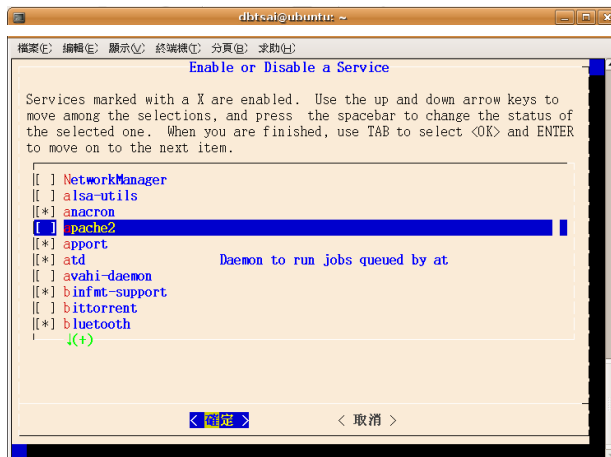 dbtsai@ubuntu: ~
檔案(F) 編輯(E) 顯示(V) 終端機(T) 分頁(B) 求助(H)
Enable or Disable a Service
Services marked with a X are enabled. Use the up and down arrow keys to
move among the selections, and press the spacebar to change the status of
the selected one. When you are finished, use TAB to select <OK> and ENTER
to move on to the next item.
[ ] NetworkManager
[ ] alsa-utils
[*] anacron
[ ] apache2
[*] apport
[*] atd Daemon to run jobs queued by at
[ ] avahi-daemon
[*] binfmt-support
[ ] bittorrent
[*] bluetooth
↓(+)
< 確定 > < 取消 >